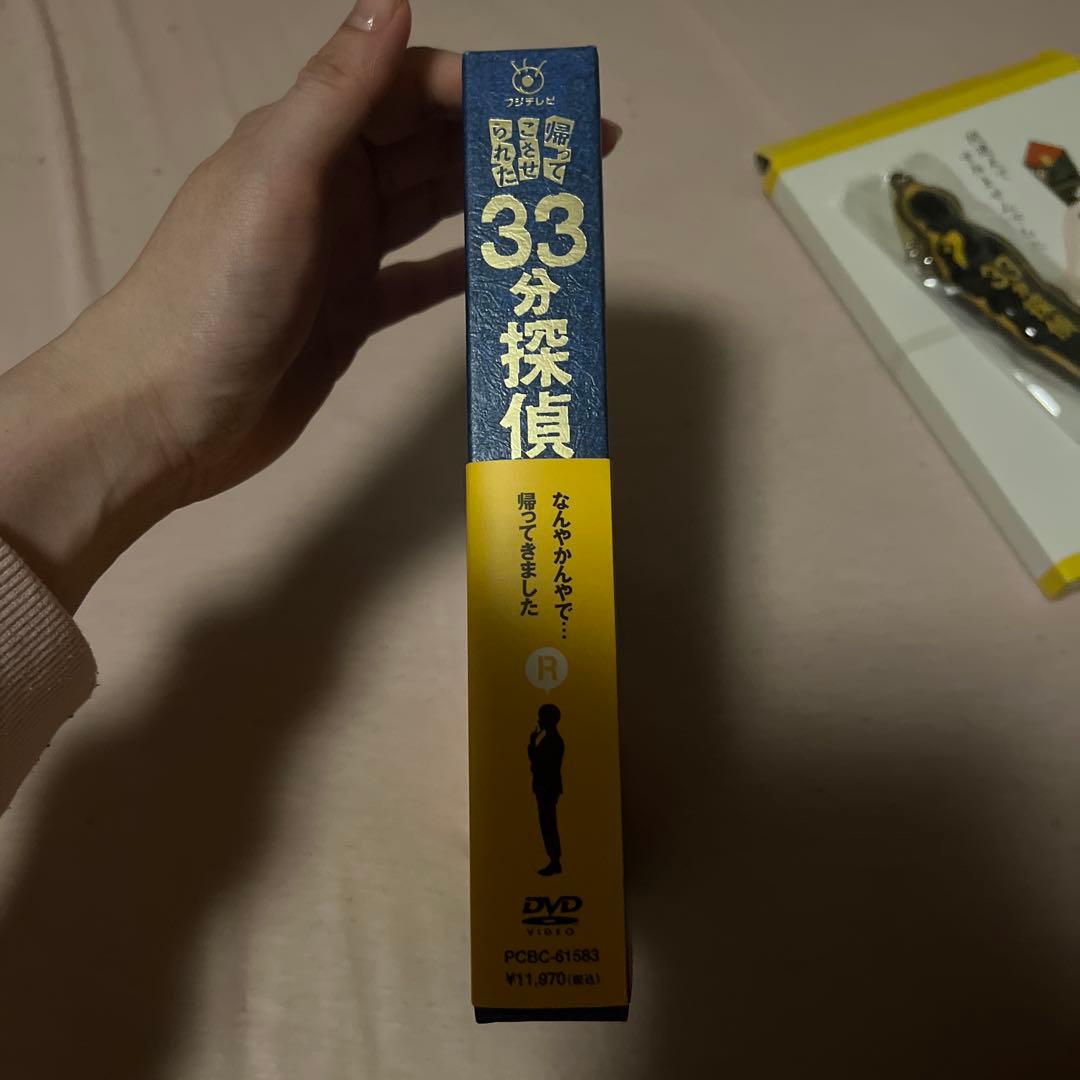 フジテレビ
帰って
こさせ
られた
33
分
探偵
なんやかんやで…
帰ってきました
R
DVD
VIDEO
PCBC-61583
¥11,970(税込)